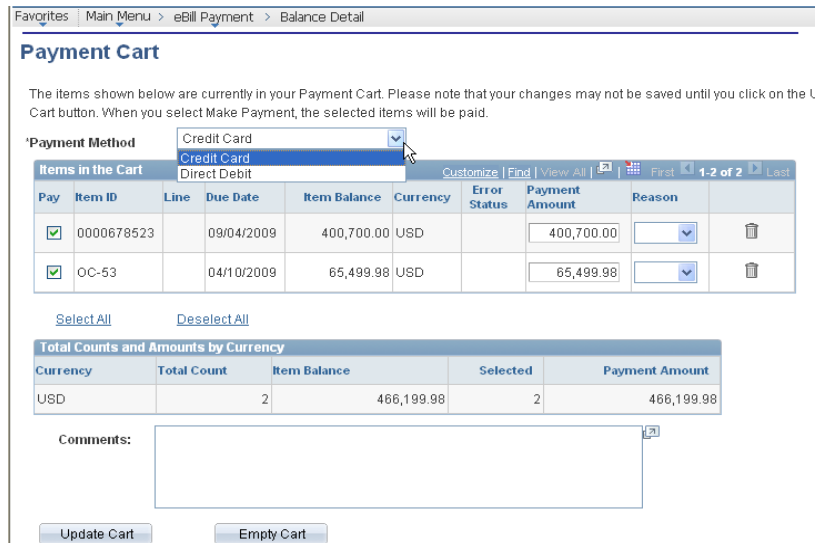 Favorites Main Menu > eBill Payment > Balance Detail
Payment Cart
The items shown below are currently in your Payment Cart. Please note that your changes may not be saved until you click on the U
Cart button. When you select Make Payment, the selected items will be paid.
*Payment Method Credit Card
Credit Card
Direct Debit
Items in the Cart Customize | Find | View All | | First 1-2 of 2 Last
Pay Item ID Line Due Date Item Balance Currency Error Status Payment Amount Reason
0000678523 09/04/2009 400,700.00 USD 400,700.00
OC-53 04/10/2009 65,499.98 USD 65,499.98
Select All Deselect All
Total Counts and Amounts by Currency
Currency Total Count Item Balance Selected Payment Amount
USD 2 466,199.98 2 466,199.98
Comments:
Update Cart Empty Cart